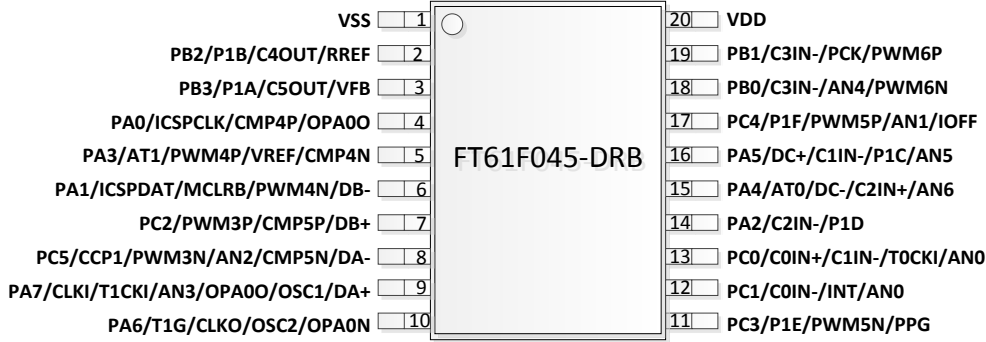 VSS 1 20 VDD
PB2/P1B/C4OUT/RREF 2 19 PB1/C3IN-/PCK/PWM6P
PB3/P1A/C5OUT/VFB 3 18 PB0/C3IN-/AN4/PWM6N
PA0/ICSPCLK/CMP4P/OPA0O 4 17 PC4/P1F/PWM5P/AN1/IOFF
PA3/AT1/PWM4P/VREF/CMP4N 5 FT61F045-DRB 16 PA5/DC+/C1IN-/P1C/AN5
PA1/ICSPDAT/MCLRB/PWM4N/DB- 6 15 PA4/AT0/DC-/C2IN+/AN6
PC2/PWM3P/CMP5P/DB+ 7 14 PA2/C2IN-/P1D
PC5/CCP1/PWM3N/AN2/CMP5N/DA- 8 13 PC0/C0IN+/C1IN-/T0CKI/AN0
PA7/CLKI/T1CKI/AN3/OPA0O/OSC1/DA+ 9 12 PC1/C0IN-/INT/AN0
PA6/T1G/CLKO/OSC2/OPA0N 10 11 PC3/P1E/PWM5N/PPG